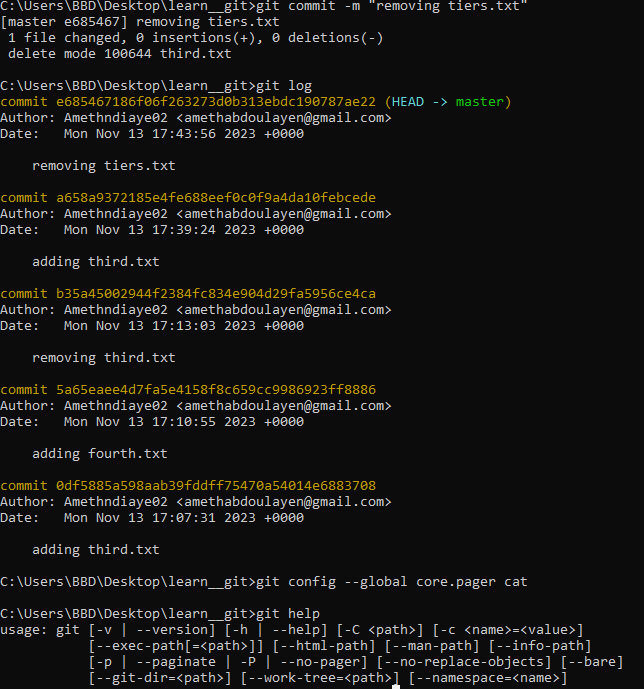 C:\Users\BBD\Desktop\learn__git>git commit -m "removing tiers.txt"
[master e685467] removing tiers.txt
 1 file changed, 0 insertions(+), 0 deletions(-)
 delete mode 100644 third.txt
C:\Users\BBD\Desktop\learn__git>git log
commit e685467186f06f263273d0b313ebdc190787ae22 (HEAD -> master)
Author: Amethndiaye02 <amethabdoulayen@gmail.com>
Date:   Mon Nov 13 17:43:56 2023 +0000
    removing tiers.txt
commit a658a9372185e4fe688eef0c0f9a4da10febcede
Author: Amethndiaye02 <amethabdoulayen@gmail.com>
Date:   Mon Nov 13 17:39:24 2023 +0000
    adding third.txt
commit b35a45002944f2384fc834e904d29fa5956ce4ca
Author: Amethndiaye02 <amethabdoulayen@gmail.com>
Date:   Mon Nov 13 17:13:03 2023 +0000
    removing third.txt
commit 5a65eaee4d7fa5e4158f8c659cc9986923ff8886
Author: Amethndiaye02 <amethabdoulayen@gmail.com>
Date:   Mon Nov 13 17:10:55 2023 +0000
    adding fourth.txt
commit 0df5885a598aab39fddff75470a54014e6883708
Author: Amethndiaye02 <amethabdoulayen@gmail.com>
Date:   Mon Nov 13 17:07:31 2023 +0000
    adding third.txt
C:\Users\BBD\Desktop\learn__git>git config --global core.pager cat
C:\Users\BBD\Desktop\learn__git>git help
usage: git [-v | --version] [-h | --help] [-C <path>] [-c <name>=<value>]
           [--exec-path[=<path>]] [--html-path] [--man-path] [--info-path]
           [-p | --paginate | -P | --no-pager] [--no-replace-objects] [--bare]
           [--git-dir=<path>] [--work-tree=<path>] [--namespace=<name>]